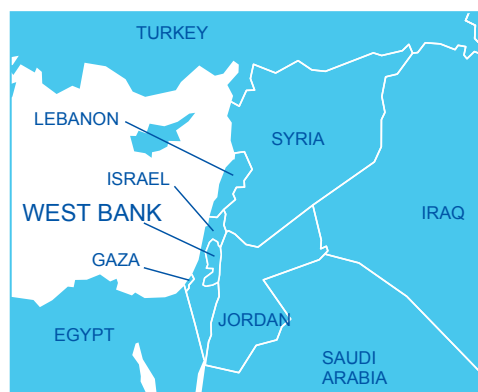 TURKEY
LEBANON
SYRIA
ISRAEL
WEST BANK
IRAQ
GAZA
JORDAN
EGYPT
SAUDI
ARABIA